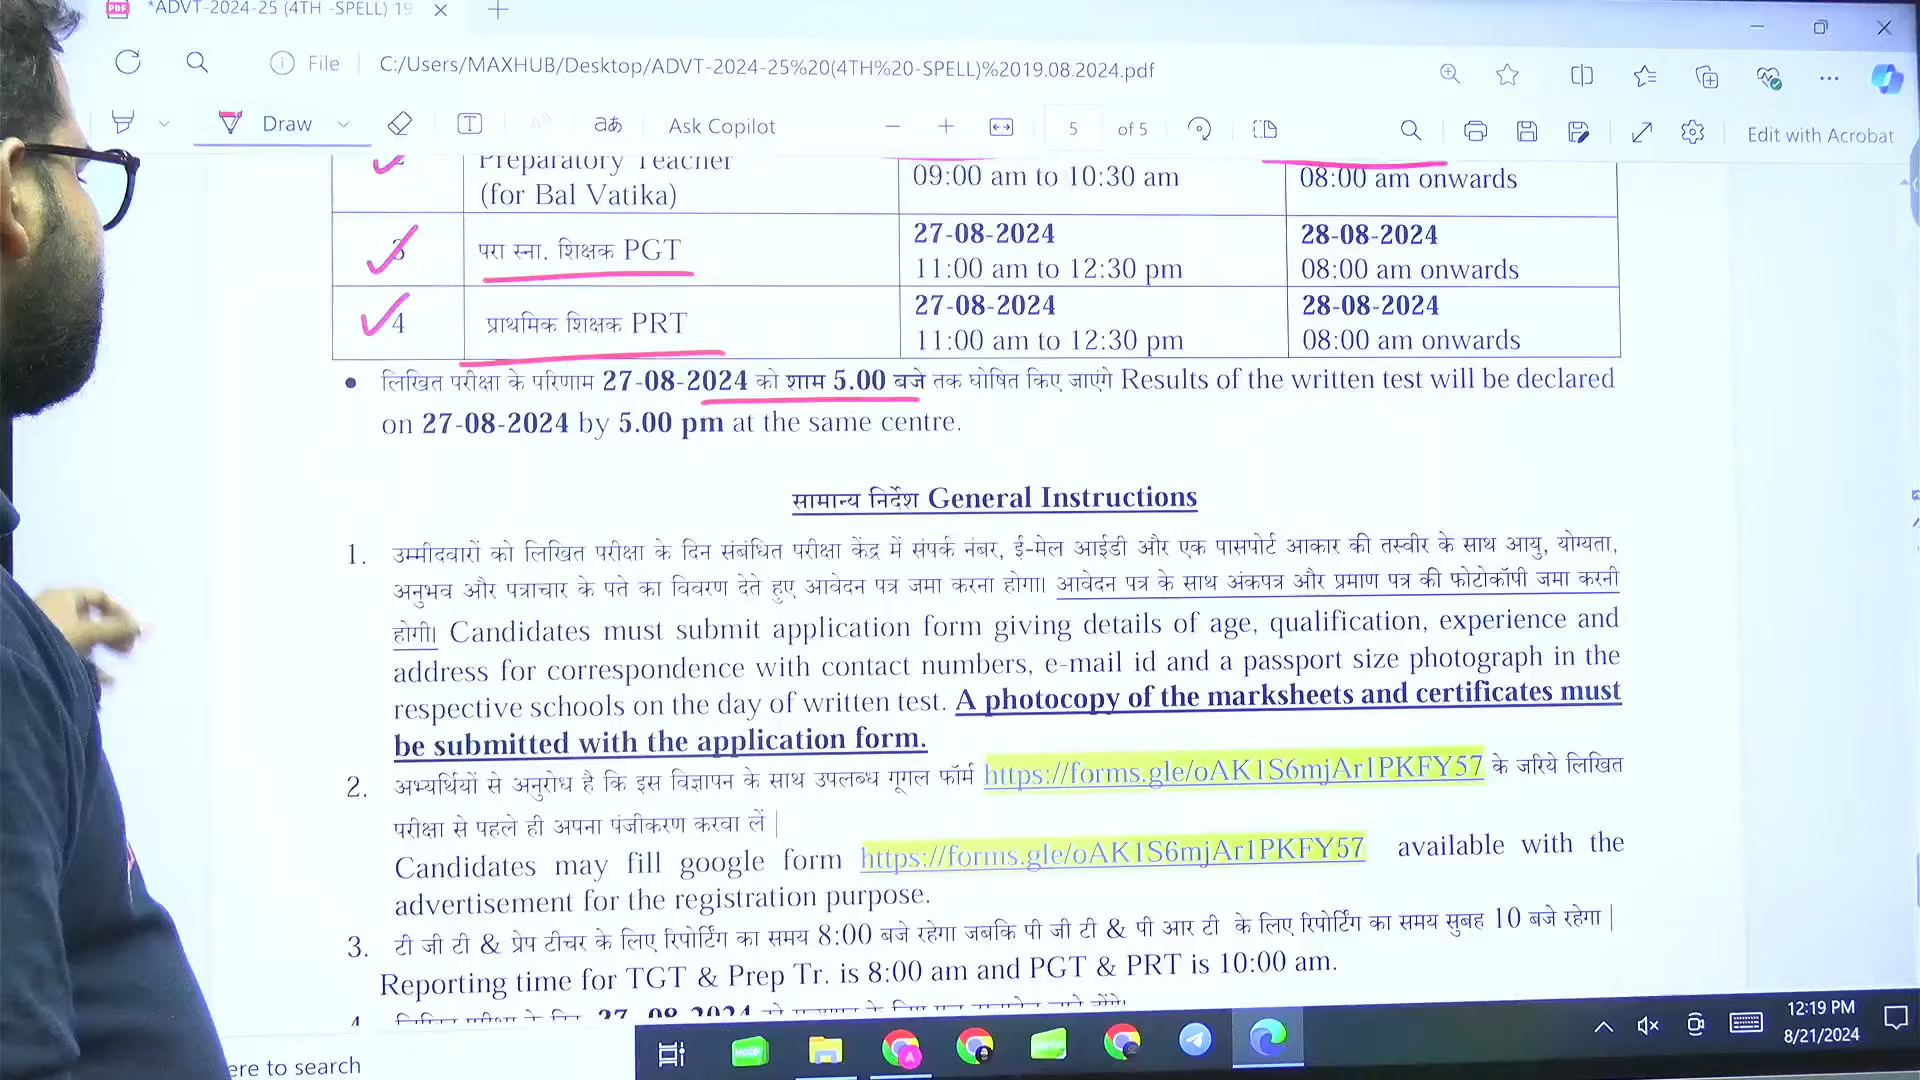 *ADVT-2024-25 (4TH -SPELL) 19
File
C:/Users/MAXHUB/Desktop/ADVT-2024-25%20(4TH%20-SPELL)%2019.08.2024.pdf
Draw
Ask Copilot
5 of 5
Edit with Acrobat
Preparatory Teacher
(for Bal Vatika)
09:00 am to 10:30 am
08:00 am onwards
3
परा स्ना. शिक्षक PGT
27-08-2024
11:00 am to 12:30 pm
28-08-2024
08:00 am onwards
4
प्राथमिक शिक्षक PRT
27-08-2024
11:00 am to 12:30 pm
28-08-2024
08:00 am onwards
• लिखित परीक्षा के परिणाम 27-08-2024 को शाम 5.00 बजे तक घोषित किए जाएंगे Results of the written test will be declared
on 27-08-2024 by 5.00 pm at the same centre.
सामान्य निर्देश General Instructions
1. उम्मीदवारों को लिखित परीक्षा के दिन संबंधित परीक्षा केंद्र में संपर्क नंबर, ई-मेल आईडी और एक पासपोर्ट आकार की तस्वीर के साथ आयु, योग्यता,
अनुभव और पत्राचार के पते का विवरण देते हुए आवेदन पत्र जमा करना होगा। आवेदन पत्र के साथ अंकपत्र और प्रमाण पत्र की फोटोकॉपी जमा करनी
होगी। Candidates must submit application form giving details of age, qualification, experience and
address for correspondence with contact numbers, e-mail id and a passport size photograph in the
respective schools on the day of written test. A photocopy of the marksheets and certificates must
be submitted with the application form.
2. अभ्यर्थियों से अनुरोध है कि इस विज्ञापन के साथ उपलब्ध गूगल फॉर्म https://forms.gle/oAK1S6mjAr1PKFY57 के जरिये लिखित
परीक्षा से पहले ही अपना पंजीकरण करवा लें |
Candidates may fill google form https://forms.gle/oAK1S6mjAr1PKFY57 available with the
advertisement for the registration purpose.
3. टी जी टी & प्रेप टीचर के लिए रिपोर्टिंग का समय 8:00 बजे रहेगा जबकि पी जी टी & पी आर टी के लिए रिपोर्टिंग का समय सुबह 10 बजे रहेगा |
Reporting time for TGT & Prep Tr. is 8:00 am and PGT & PRT is 10:00 am.
ere to search
12:19 PM
8/21/2024